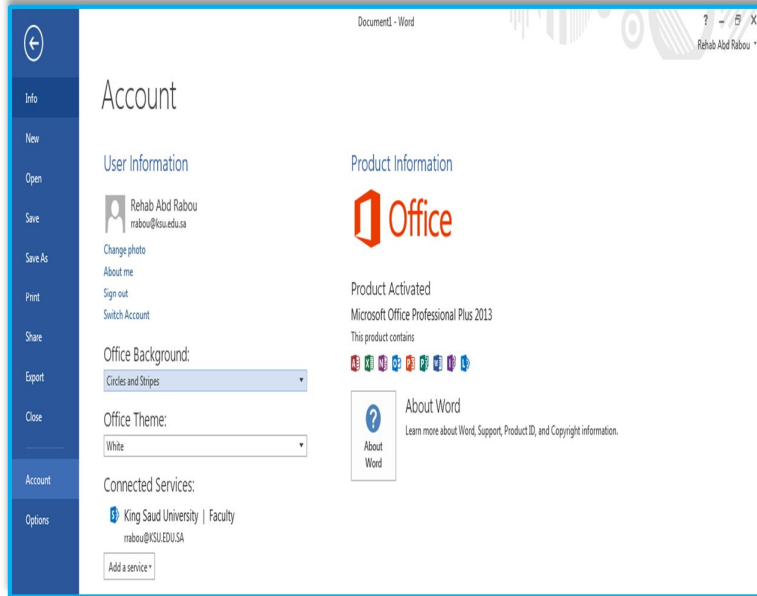 Document1 - Word
? – X
Rehab Abd Rabou
Info
New
Open
Save
Save As
Print
Share
Export
Close
Account
Options
Account
User Information
Rehab Abd Rabou
rrabou@ksu.edu.sa
Change photo
About me
Sign out
Switch Account
Office Background:
Circles and Stripes
Office Theme:
White
Connected Services:
King Saud University | Faculty
rrabou@KSU.EDU.SA
Add a service
Product Information
Office
Product Activated
Microsoft Office Professional Plus 2013
This product contains
About Word
Learn more about Word, Support, Product ID, and Copyright information.
?
About
Word